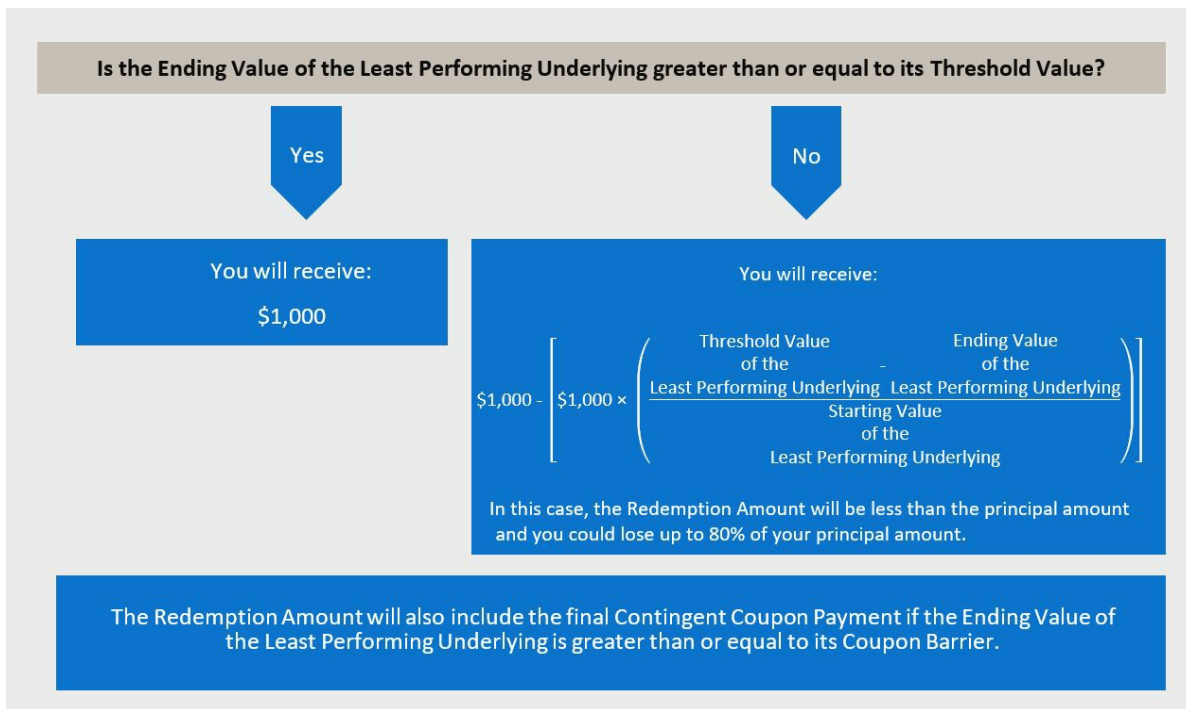 Is the Ending Value of the Least Performing Underlying greater than or equal to its Threshold Value?
Yes
No
You will receive:
$1,000
You will receive:
$1,000 - [$1,000 × (
Threshold Value
of the
Least Performing Underlying
-
Ending Value
of the
Least Performing Underlying
Starting Value
of the
Least Performing Underlying
)]
In this case, the Redemption Amount will be less than the principal amount
and you could lose up to 80% of your principal amount.
The Redemption Amount will also include the final Contingent Coupon Payment if the Ending Value of
the Least Performing Underlying is greater than or equal to its Coupon Barrier.